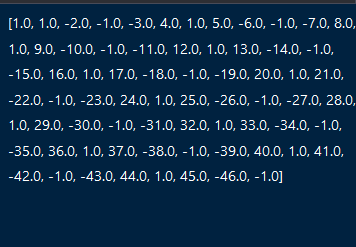 [1.0, 1.0, -2.0, -1.0, -3.0, 4.0, 1.0, 5.0, -6.0, -1.0, -7.0, 8.0,
1.0, 9.0, -10.0, -1.0, -11.0, 12.0, 1.0, 13.0, -14.0, -1.0,
-15.0, 16.0, 1.0, 17.0, -18.0, -1.0, -19.0, 20.0, 1.0, 21.0,
-22.0, -1.0, -23.0, 24.0, 1.0, 25.0, -26.0, -1.0, -27.0, 28.0,
1.0, 29.0, -30.0, -1.0, -31.0, 32.0, 1.0, 33.0, -34.0, -1.0,
-35.0, 36.0, 1.0, 37.0, -38.0, -1.0, -39.0, 40.0, 1.0, 41.0,
-42.0, -1.0, -43.0, 44.0, 1.0, 45.0, -46.0, -1.0]